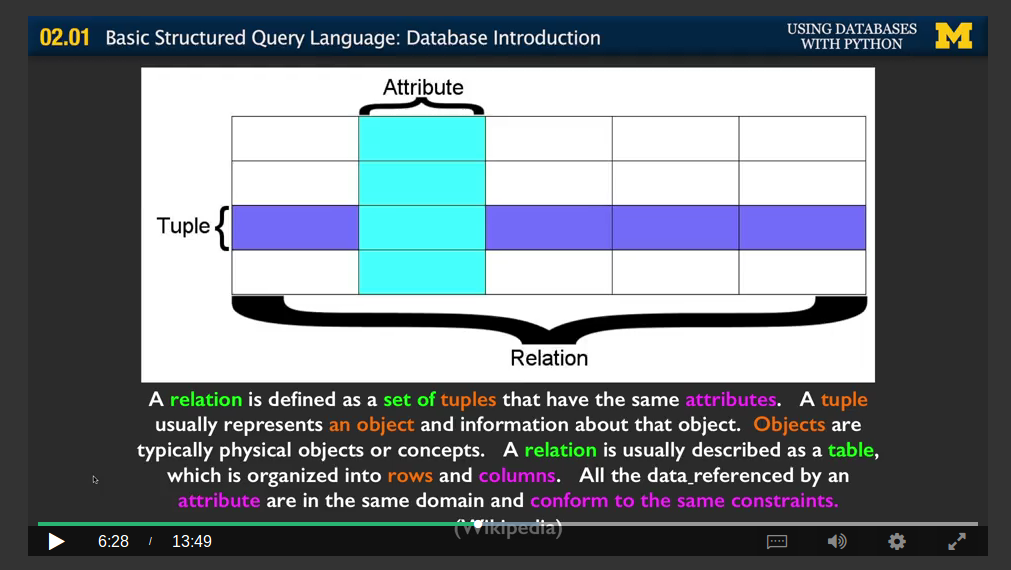 02.01 Basic Structured Query Language: Database Introduction
USING DATABASES
WITH PYTHON
M
Attribute
Tuple
Relation
A relation is defined as a set of tuples that have the same attributes. A tuple
usually represents an object and information about that object. Objects are
typically physical objects or concepts. A relation is usually described as a table,
which is organized into rows and columns. All the data referenced by an
attribute are in the same domain and conform to the same constraints.
(Wikipedia)
6:28 / 13:49